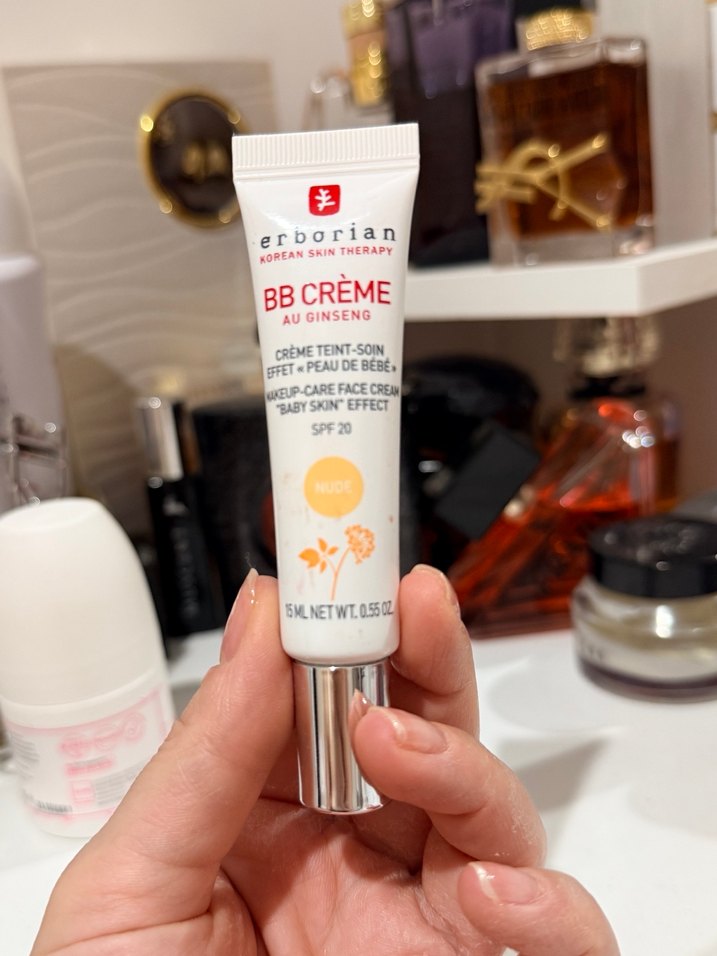 erborian
KOREAN SKIN THERAPY
BB CRÈME
AU GINSENG
CRÈME TEINT-SOIN
EFFET « PEAU DE BÉBÉ »
MAKEUP-CARE FACE CREAM
"BABY SKIN" EFFECT
SPF 20
NUDE
15 ML NET WT. 0.55 OZ.
YSL